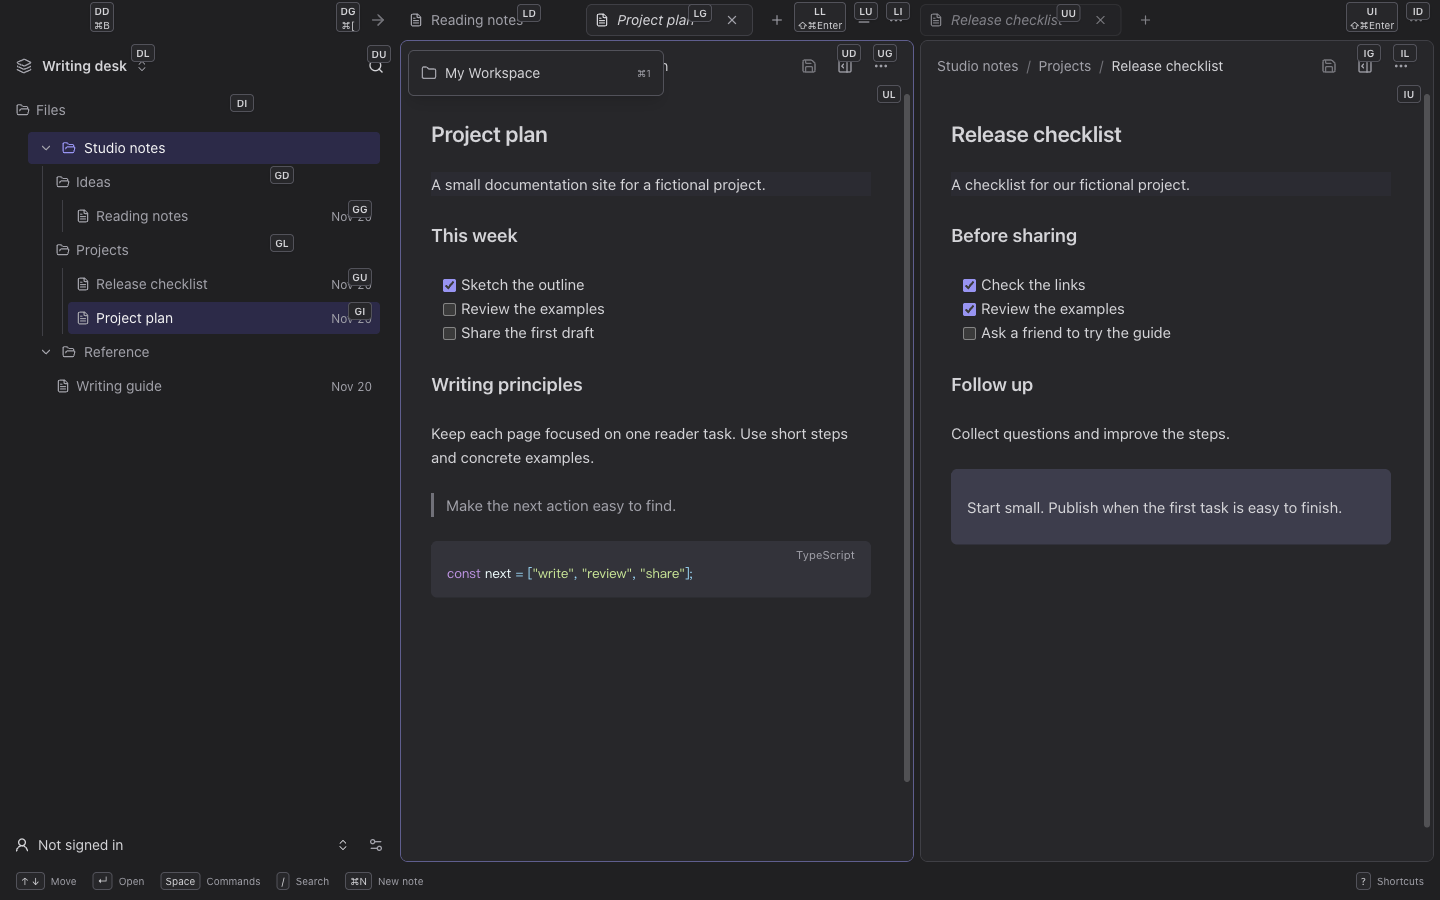 DD
⌘B
DG
⌘[
Reading notes
LD
Project plan
LG
LL
⇧⌘Enter
LU
LI
Release checklist
UU
UI
⇧⌘Enter
ID
Writing desk
DL
DU
My Workspace
⌘1
UD
UG
UL
Studio notes / Projects / Release checklist
IG
IL
IU
Files
DI
Studio notes
Ideas
GD
Reading notes
Nov
GG
Projects
GL
Release checklist
Nov
GU
Project plan
Nov
GI
Reference
Writing guide
Nov 20
Project plan
A small documentation site for a fictional project.
This week
Sketch the outline
Review the examples
Share the first draft
Writing principles
Keep each page focused on one reader task. Use short steps
and concrete examples.
Make the next action easy to find.
TypeScript
const next = ["write", "review", "share"];
Release checklist
A checklist for our fictional project.
Before sharing
Check the links
Review the examples
Ask a friend to try the guide
Follow up
Collect questions and improve the steps.
Start small. Publish when the first task is easy to finish.
Not signed in
↑↓ Move
↵ Open
Space Commands
/ Search
⌘N New note
? Shortcuts